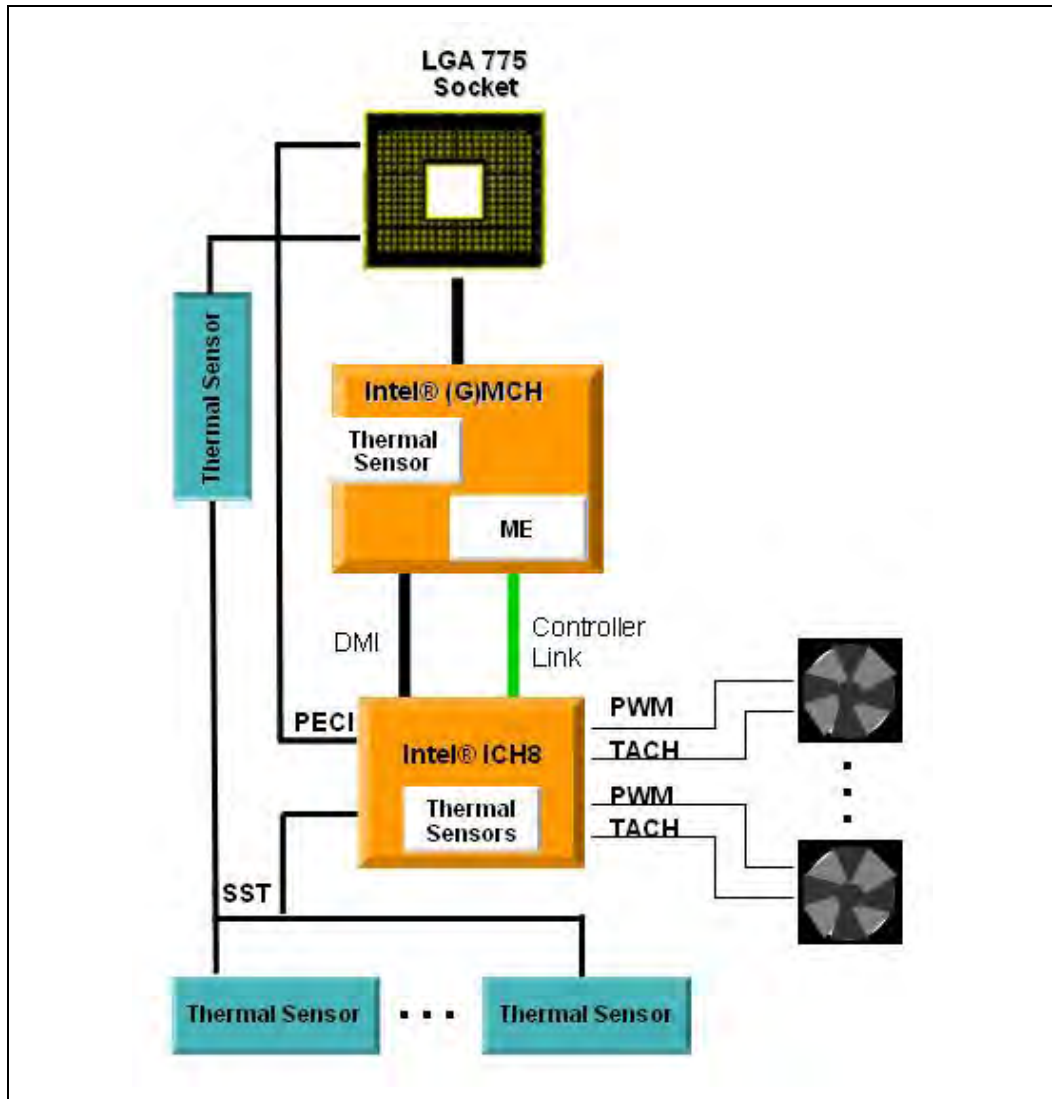 LGA 775
Socket
Thermal Sensor
Intel® (G)MCH
Thermal
Sensor
ME
DMI
Controller
Link
PECI
Intel® ICH8
Thermal
Sensors
PWM
TACH
PWM
TACH
SST
Thermal Sensor
Thermal Sensor